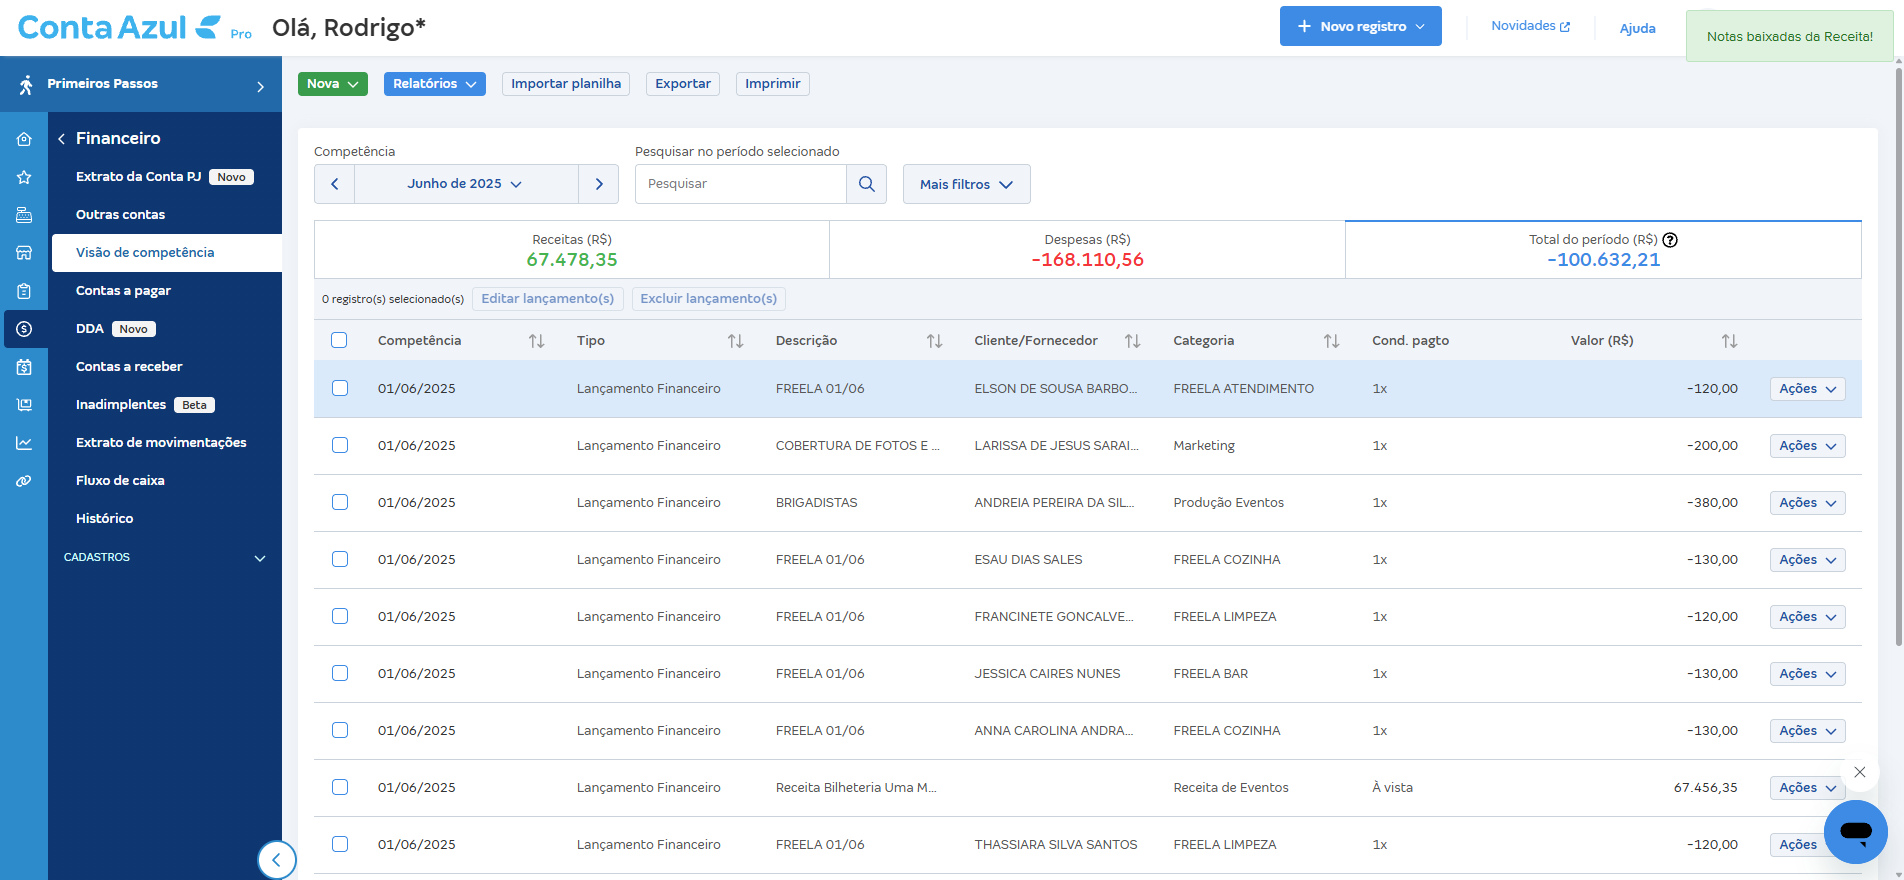 Conta Azul Pro
Olá, Rodrigo*
Novo registro
Novidades
Ajuda
Notas baixadas da Receita!
Primeiros Passos
Financeiro
Extrato da Conta PJ Novo
Outras contas
Visão de competência
Contas a pagar
DDA Novo
Contas a receber
Inadimplentes Beta
Extrato de movimentações
Fluxo de caixa
Histórico
CADASTROS
Nova
Relatórios
Importar planilha
Exportar
Imprimir
Competência
Junho de 2025
Pesquisar no período selecionado
Pesquisar
Mais filtros
Receitas (R$)
67.478,35
Despesas (R$)
-168.110,56
Total do período (R$) ?
-100.632,21
0 registro(s) selecionado(s) Editar lançamento(s) Excluir lançamento(s)
Competência Tipo Descrição Cliente/Fornecedor Categoria Cond. pagto Valor (R$)
01/06/2025 Lançamento Financeiro FREELA 01/06 ELSON DE SOUSA BARBO... FREELA ATENDIMENTO 1x -120,00 Ações
01/06/2025 Lançamento Financeiro COBERTURA DE FOTOS E ... LARISSA DE JESUS SARAI... Marketing 1x -200,00 Ações
01/06/2025 Lançamento Financeiro BRIGADISTAS ANDREIA PEREIRA DA SIL... Produção Eventos 1x -380,00 Ações
01/06/2025 Lançamento Financeiro FREELA 01/06 ESAU DIAS SALES FREELA COZINHA 1x -130,00 Ações
01/06/2025 Lançamento Financeiro FREELA 01/06 FRANCINETE GONCALVE... FREELA LIMPEZA 1x -120,00 Ações
01/06/2025 Lançamento Financeiro FREELA 01/06 JESSICA CAIRES NUNES FREELA BAR 1x -130,00 Ações
01/06/2025 Lançamento Financeiro FREELA 01/06 ANNA CAROLINA ANDRA... FREELA COZINHA 1x -130,00 Ações
01/06/2025 Lançamento Financeiro Receita Bilheteria Uma M... Receita de Eventos À vista 67.456,35 Ações
01/06/2025 Lançamento Financeiro FREELA 01/06 THASSIARA SILVA SANTOS FREELA LIMPEZA 1x -120,00 Ações